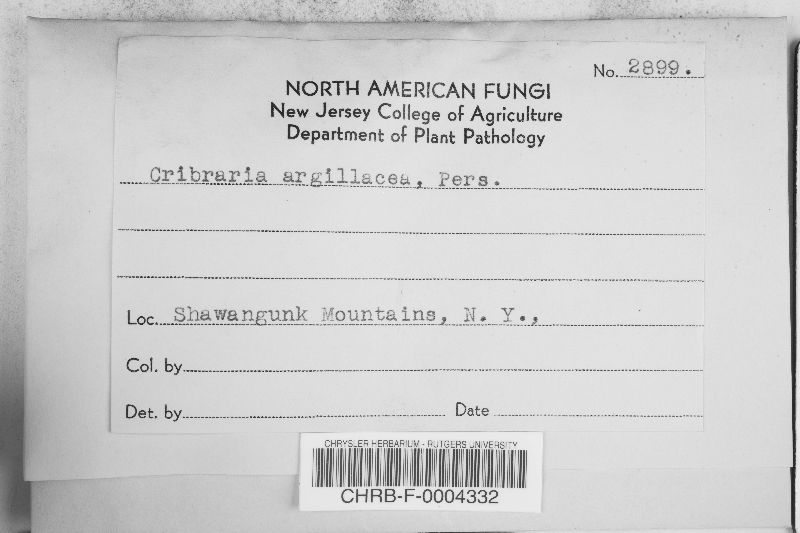 No. 2899.
NORTH AMERICAN FUNGI
New Jersey College of Agriculture
Department of Plant Pathology
Cribraria argillacea, Pers.
Loc. Shawangunk Mountains, N. Y.,
Col. by
Det. by Date
CHRYSLER HERBARIUM - RUTGERS UNIVERSITY
CHRB-F-0004332